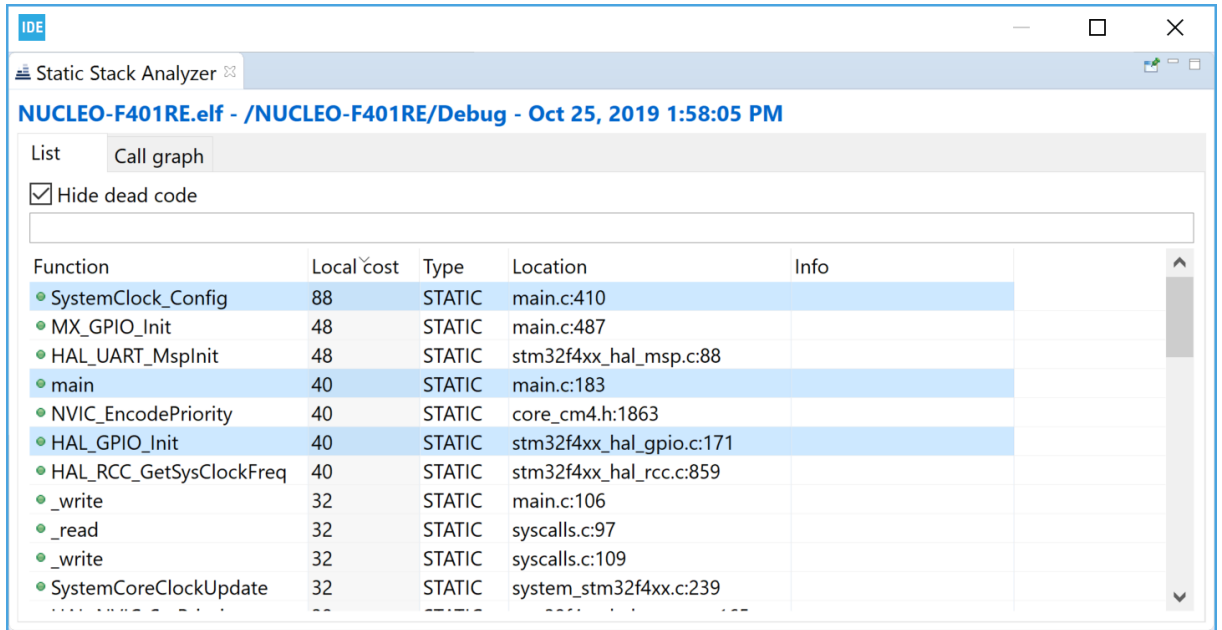 IDE
Static Stack Analyzer
NUCLEO-F401RE.elf - /NUCLEO-F401RE/Debug - Oct 25, 2019 1:58:05 PM
List Call graph
Hide dead code
Function Local cost Type Location Info
SystemClock_Config 88 STATIC main.c:410
MX_GPIO_Init 48 STATIC main.c:487
HAL_UART_MspInit 48 STATIC stm32f4xx_hal_msp.c:88
main 40 STATIC main.c:183
NVIC_EncodePriority 40 STATIC core_cm4.h:1863
HAL_GPIO_Init 40 STATIC stm32f4xx_hal_gpio.c:171
HAL_RCC_GetSysClockFreq 40 STATIC stm32f4xx_hal_rcc.c:859
_write 32 STATIC main.c:106
_read 32 STATIC syscalls.c:97
_write 32 STATIC syscalls.c:109
SystemCoreClockUpdate 32 STATIC system_stm32f4xx.c:239